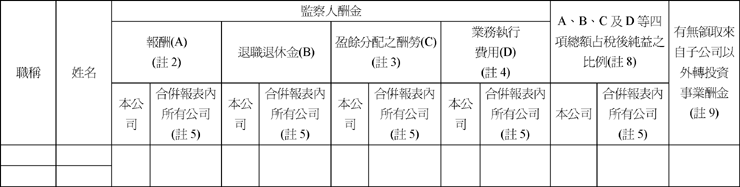 職稱
姓名
監察人酬金
報酬(A)
(註 2)
退職退休金(B)
盈餘分配之酬勞(C)
(註 3)
業務執行
費用(D)
(註 4)
A、B、C 及 D 等四
項總額占稅後純益之
比例(註 8)
有無領取來
自子公司以
外轉投資
事業酬金
(註 9)
本公
司
合併報表內
所有公司
(註 5)
本公
司
合併報表內
所有公司
(註 5)
本公
司
合併報表內
所有公司
(註 5)
本公
司
合併報表內
所有公司
(註 5)
本公司
合併報表內
所有公司
(註 5)